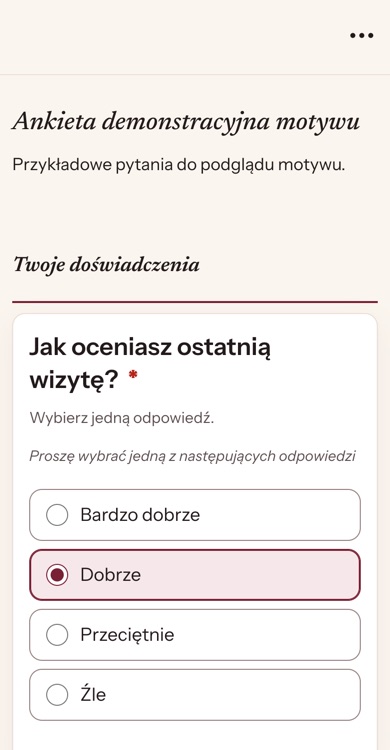 Ankieta demonstracyjna motywu
Przykładowe pytania do podglądu motywu.
Twoje doświadczenia
Jak oceniasz ostatnią
wizytę? *
Wybierz jedną odpowiedź.
Proszę wybrać jedną z następujących odpowiedzi
Bardzo dobrze
Dobrze
Przeciętnie
Źle